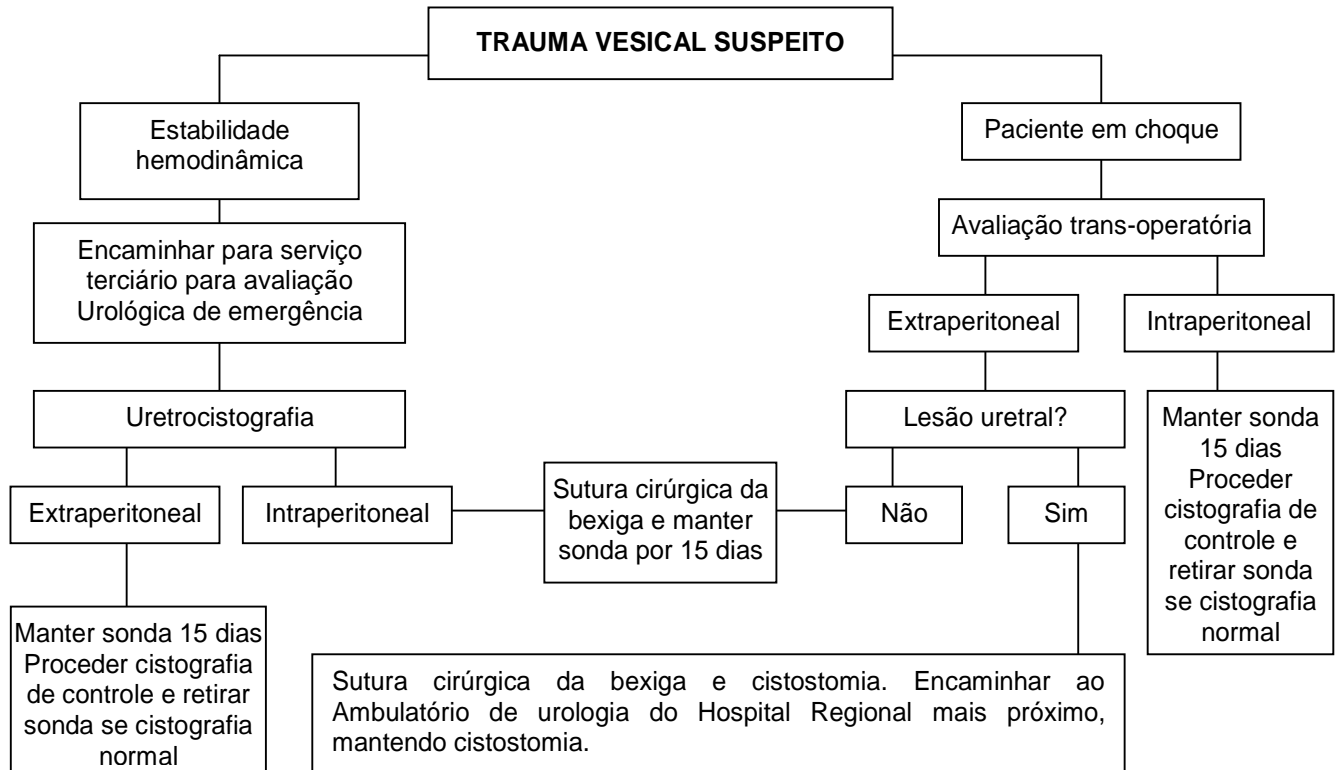 TRAUMA VESICAL SUSPEITO
Estabilidade
hemodinâmica
Paciente em choque
Encaminhar para serviço
terciário para avaliação
Urológica de emergência
Avaliação trans-operatória
Extraperitoneal
Intraperitoneal
Uretrocistografia
Lesão uretral?
Extraperitoneal
Intraperitoneal
Sutura cirúrgica da
bexiga e manter
sonda por 15 dias
Não
Sim
Manter sonda
15 dias
Proceder
cistografia de
controle e
retirar sonda
se cistografia
normal
Manter sonda 15 dias
Proceder cistografia
de controle e retirar
sonda se cistografia
normal
Sutura cirúrgica da bexiga e cistostomia. Encaminhar ao
Ambulatório de urologia do Hospital Regional mais próximo,
mantendo cistostomia.